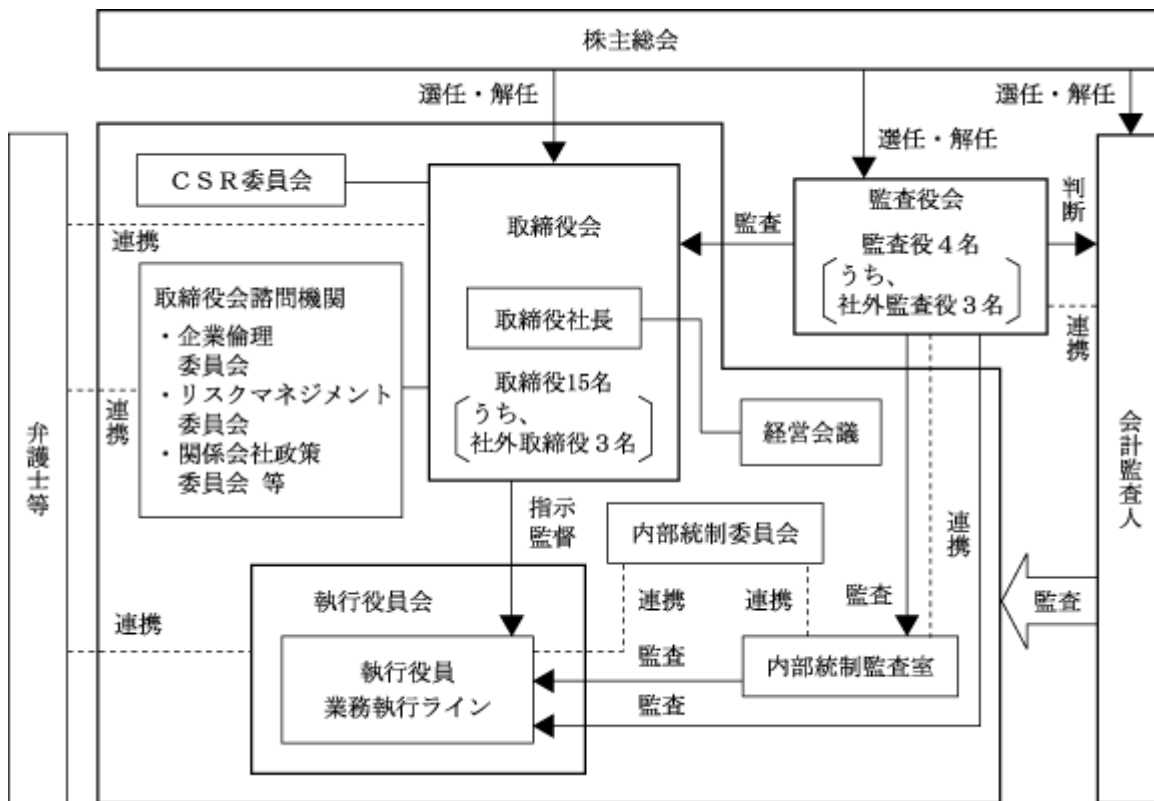 株主総会
選任・解任
選任・解任
選任・解任
CSR委員会
取締役会
監査
監査役会
監査役4名
うち、
社外監査役3名
判断
連携
連携
取締役会諮問機関
・企業倫理
委員会
・リスクマネジメント
委員会
・関係会社政策
委員会 等
取締役社長
取締役15名
うち、
社外取締役3名
経営会議
連携
弁護士等
会計監査人
指示
監督
内部統制委員会
連携
執行役員会
連携
連携
監査
監査
連携
執行役員
業務執行ライン
監査
内部統制監査室
監査